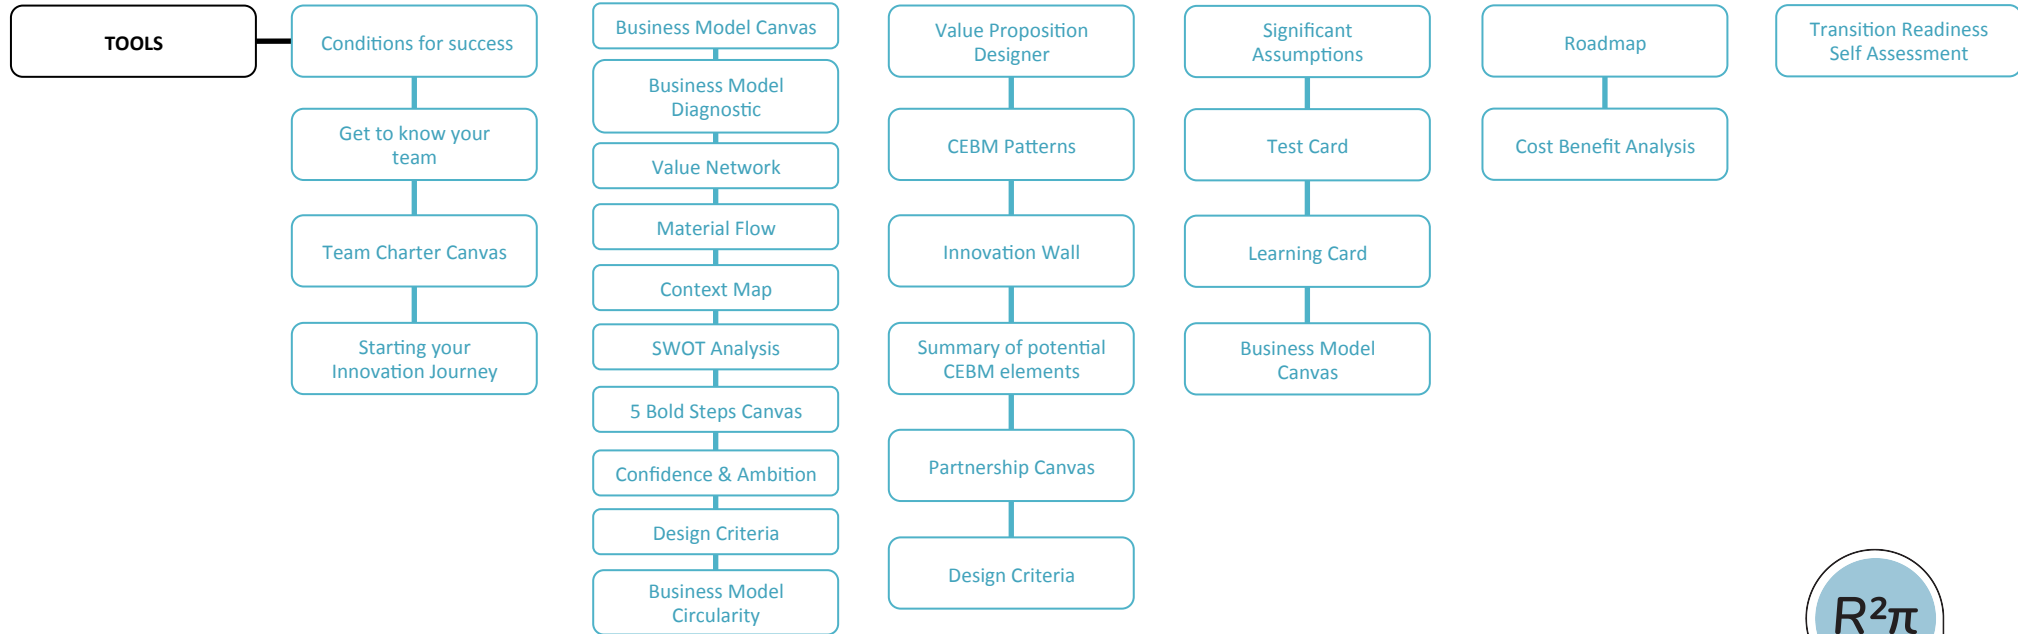 TOOLS
Conditions for success
Get to know your
team
Team Charter Canvas
Starting your
Innovation Journey
Business Model Canvas
Business Model
Diagnostic
Value Network
Material Flow
Context Map
SWOT Analysis
5 Bold Steps Canvas
Confidence & Ambition
Design Criteria
Business Model
Circularity
Value Proposition
Designer
CEBM Patterns
Innovation Wall
Summary of potential
CEBM elements
Partnership Canvas
Design Criteria
Significant
Assumptions
Test Card
Learning Card
Business Model
Canvas
Roadmap
Cost Benefit Analysis
Transition Readiness
Self Assessment
R²π